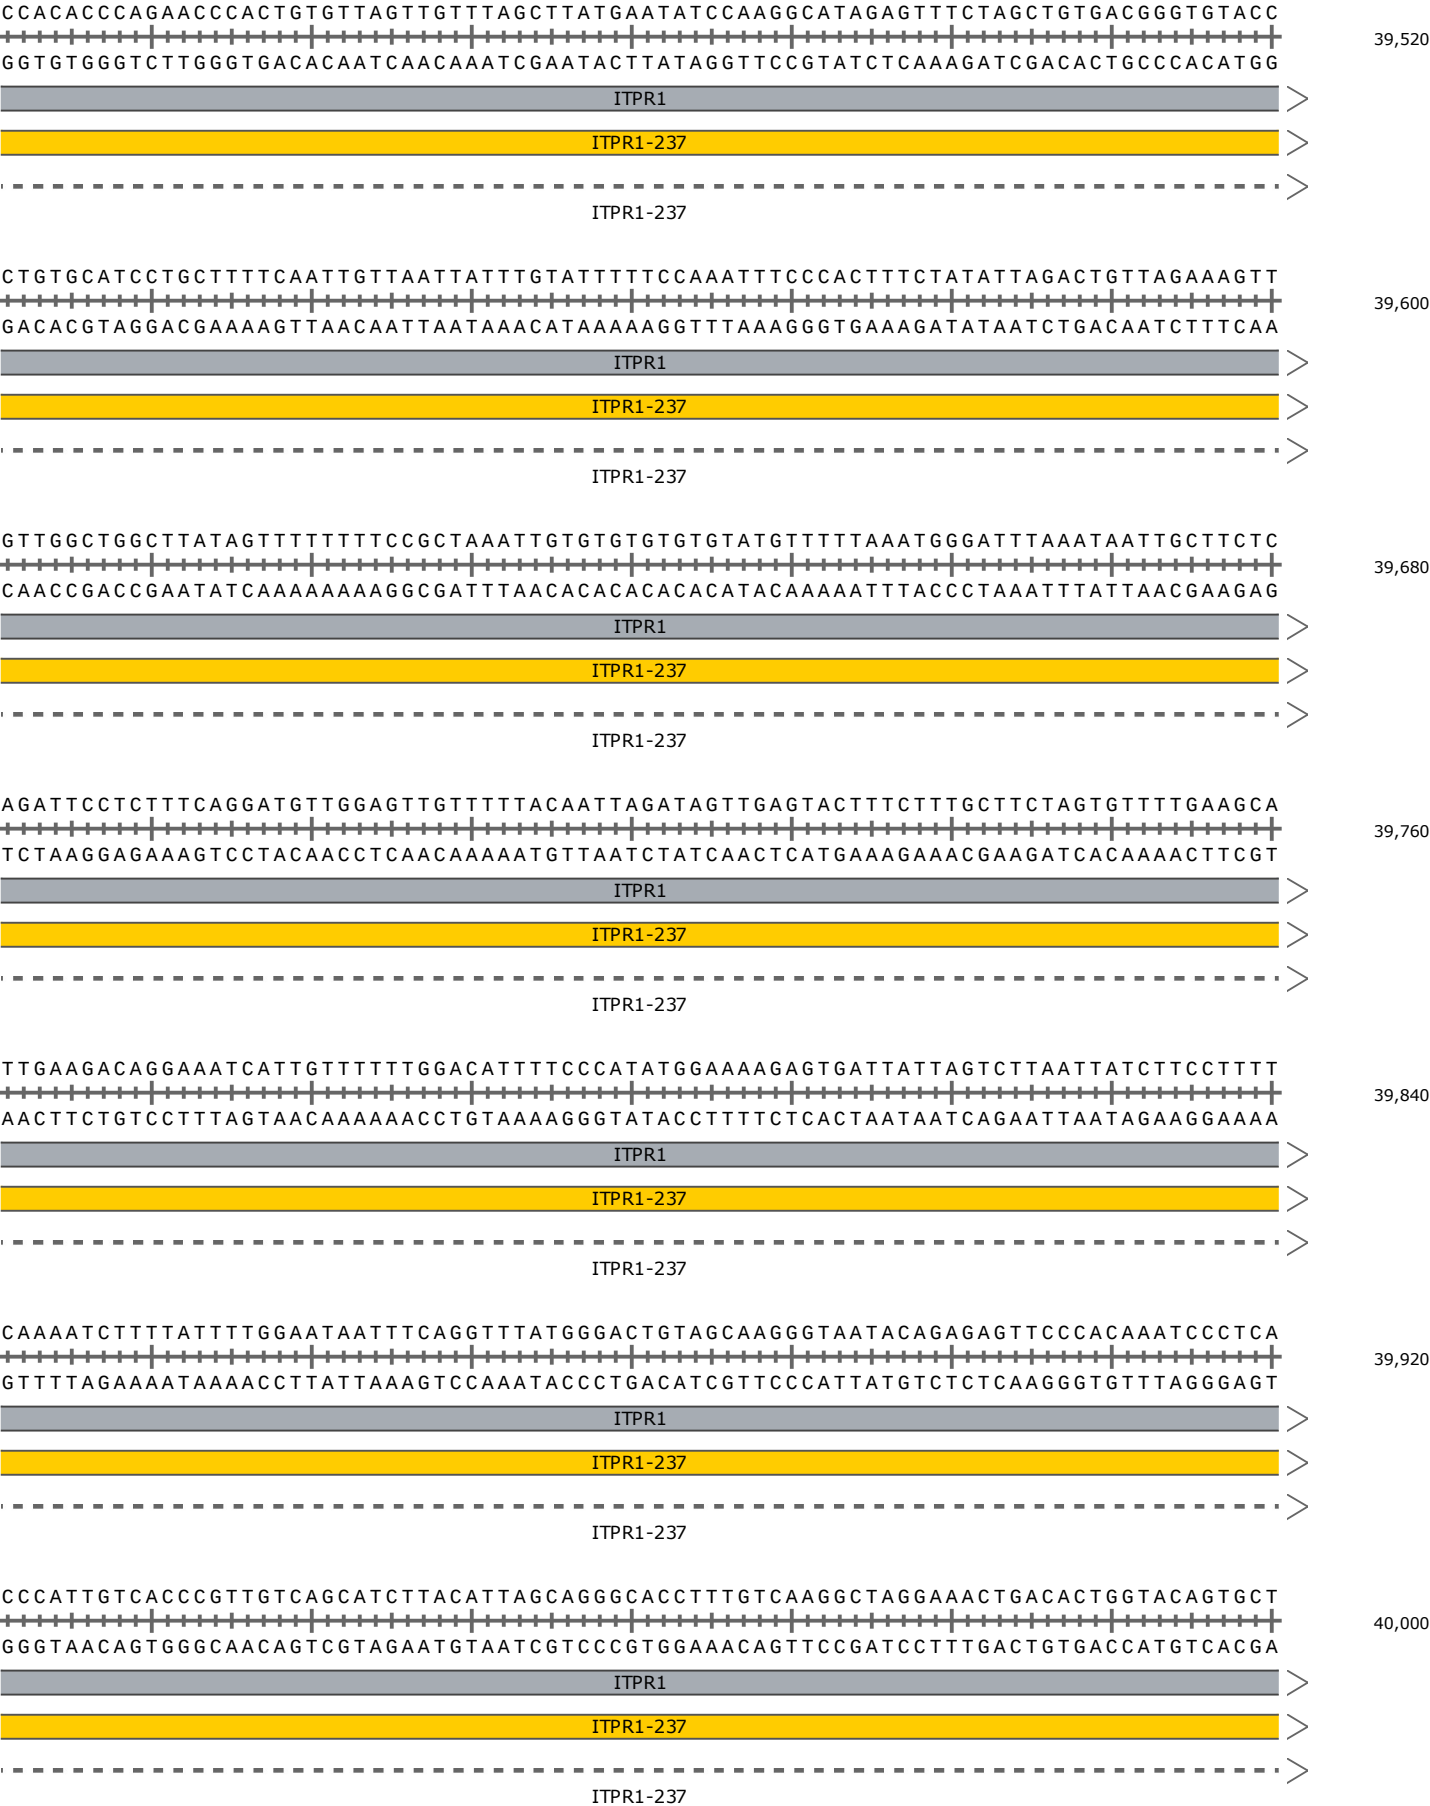 CCACACCCAGAACCCACTGTGTTAGTTGTTTAGCTTATGAATATCCAAGGCATAGAGTTTCTAGCTGTGACGGGTGTACC
39,520
GGTGTGGGTCTTGGGTGACACAATCAACAAATCGAATACTTATAGGTTCCGTATCTCAAAGATCGACACTGCCCACATGG
ITPR1
ITPR1-237
ITPR1-237
CTGTGCATCCTGCTTTTCAATTGTTAATTATTTGTATTTTTCCAAATTTCCCACTTTCTATATTAGACTGTTAGAAAGTT
39,600
GACACGTAGGACGAAAAGTTAACAATTAATAAACATAAAAAGGTTTAAAGGGTGAAAGATATAATCTGACAATCTTTCAA
ITPR1
ITPR1-237
ITPR1-237
GTTGGCTGGCTTATAGTTTTTTTTCCGCTAAATTGTGTGTGTGTGTATGTTTTTAAATGGGATTTAAATAATTGCTTCTC
39,680
CAACCGACCGAATATCAAAAAAAAGGCGATTTAACACACACACACATACAAAAATTTACCCTAAATTTATTAACGAAGAG
ITPR1
ITPR1-237
ITPR1-237
AGATTCCTCTTTCAGGATGTTGGAGTTGTTTTTACAATTAGATAGTTGAGTACTTTCTTTGCTTCTAGTGTTTTGAAGCA
39,760
TCTAAGGAGAAAGTCCTACAACCTCAACAAAAATGTTAATCTATCAACTCATGAAAGAAACGAAGATCACAAAACTTCGT
ITPR1
ITPR1-237
ITPR1-237
TTGAAGACAGGAAATCATTGTTTTTTGGACATTTTCCCATATGGAAAAGAGTGATTATTAGTCTTAATTATCTTCCTTTT
39,840
AACTTCTGTCCTTTAGTAACAAAAAACCTGTAAAAGGGTATACCTTTTCTCACTAATAATCAGAATTAATAGAAGGAAAA
ITPR1
ITPR1-237
ITPR1-237
CAAAATCTTTTATTTTGGAATAATTTCAGGTTTATGGGACTGTAGCAAGGGTAATACAGAGAGTTCCCACAAATCCCTCA
39,920
GTTTTAGAAAATAAAACCTTATTAAAGTCCAAATACCCTGACATCGTTCCCATTATGTCTCTCAAGGGTGTTTAGGGAGT
ITPR1
ITPR1-237
ITPR1-237
CCCATTGTCACCCGTTGTCAGCATCTTACATTAGCAGGGCACCTTTGTCAAGGCTAGGAAACTGACACTGGTACAGTGCT
40,000
GGGTAACAGTGGGCAACAGTCGTAGAATGTAATCGTCCCGTGGAAACAGTTCCGATCCTTTGACTGTGACCATGTCACGA
ITPR1
ITPR1-237
ITPR1-237